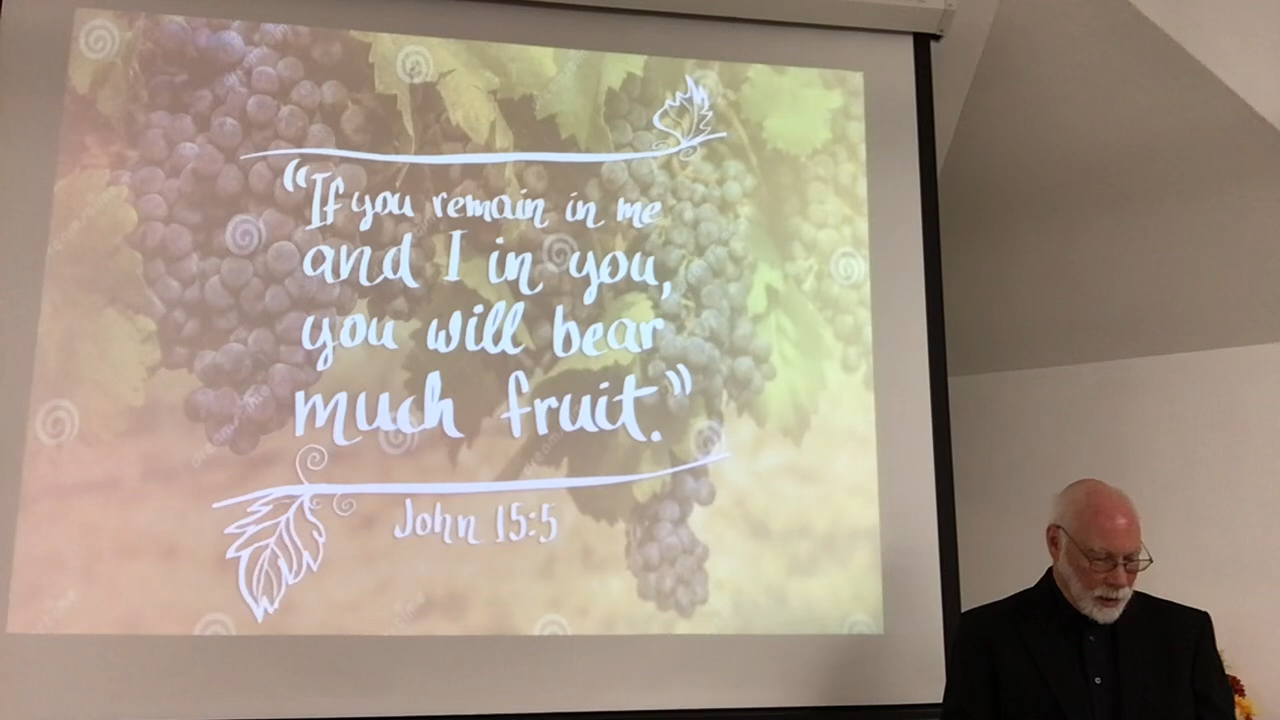 “If you remain in me
and I in you,
you will bear
much fruit.”
John 15:5